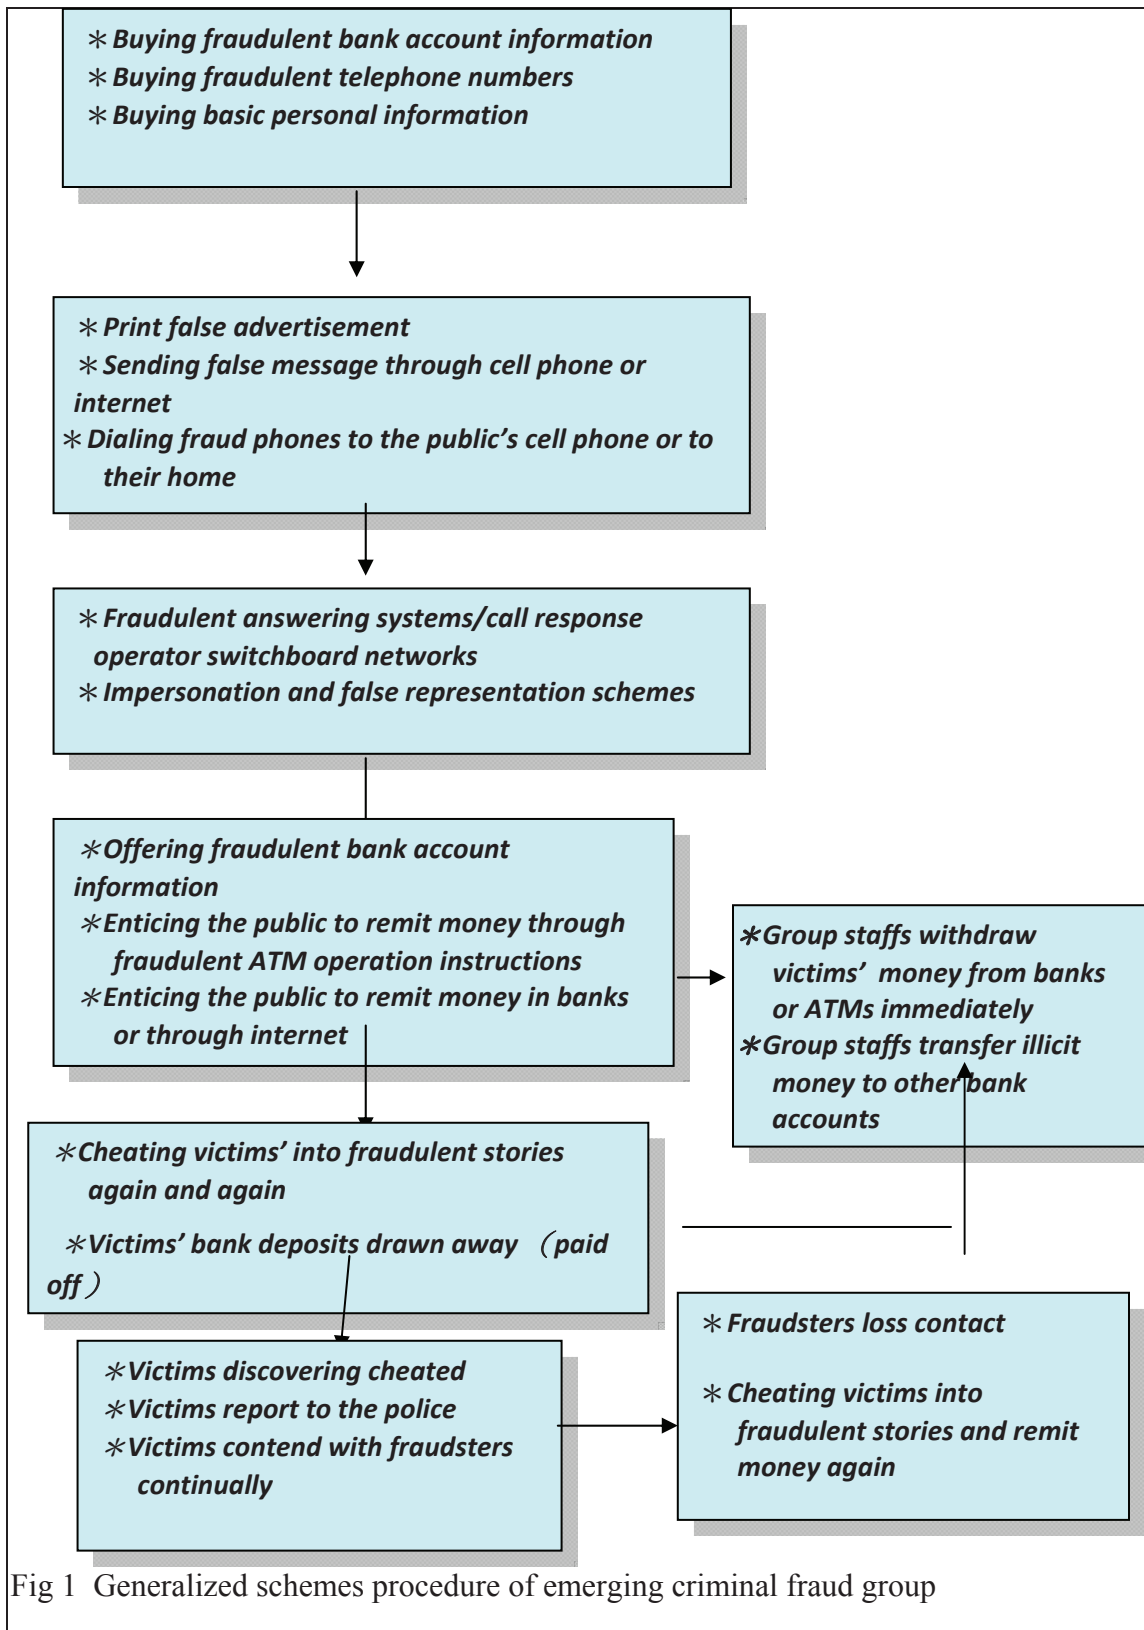 ＊Buying fraudulent bank account information
＊Buying fraudulent telephone numbers
＊Buying basic personal information
＊Print false advertisement
＊Sending false message through cell phone or
internet
＊Dialing fraud phones to the public’s cell phone or to
their home
＊Fraudulent answering systems/call response
operator switchboard networks
＊Impersonation and false representation schemes
＊Offering fraudulent bank account
information
＊Enticing the public to remit money through
fraudulent ATM operation instructions
＊Enticing the public to remit money in banks
or through internet
＊Group staffs withdraw
victims’ money from banks
or ATMs immediately
＊Group staffs transfer illicit
money to other bank
accounts
＊Cheating victims’ into fraudulent stories
again and again
＊Victims’ bank deposits drawn away （paid
off）
＊Victims discovering cheated
＊Victims report to the police
＊Victims contend with fraudsters
continually
＊Fraudsters loss contact
＊Cheating victims into
fraudulent stories and remit
money again
Fig 1 Generalized schemes procedure of emerging criminal fraud group